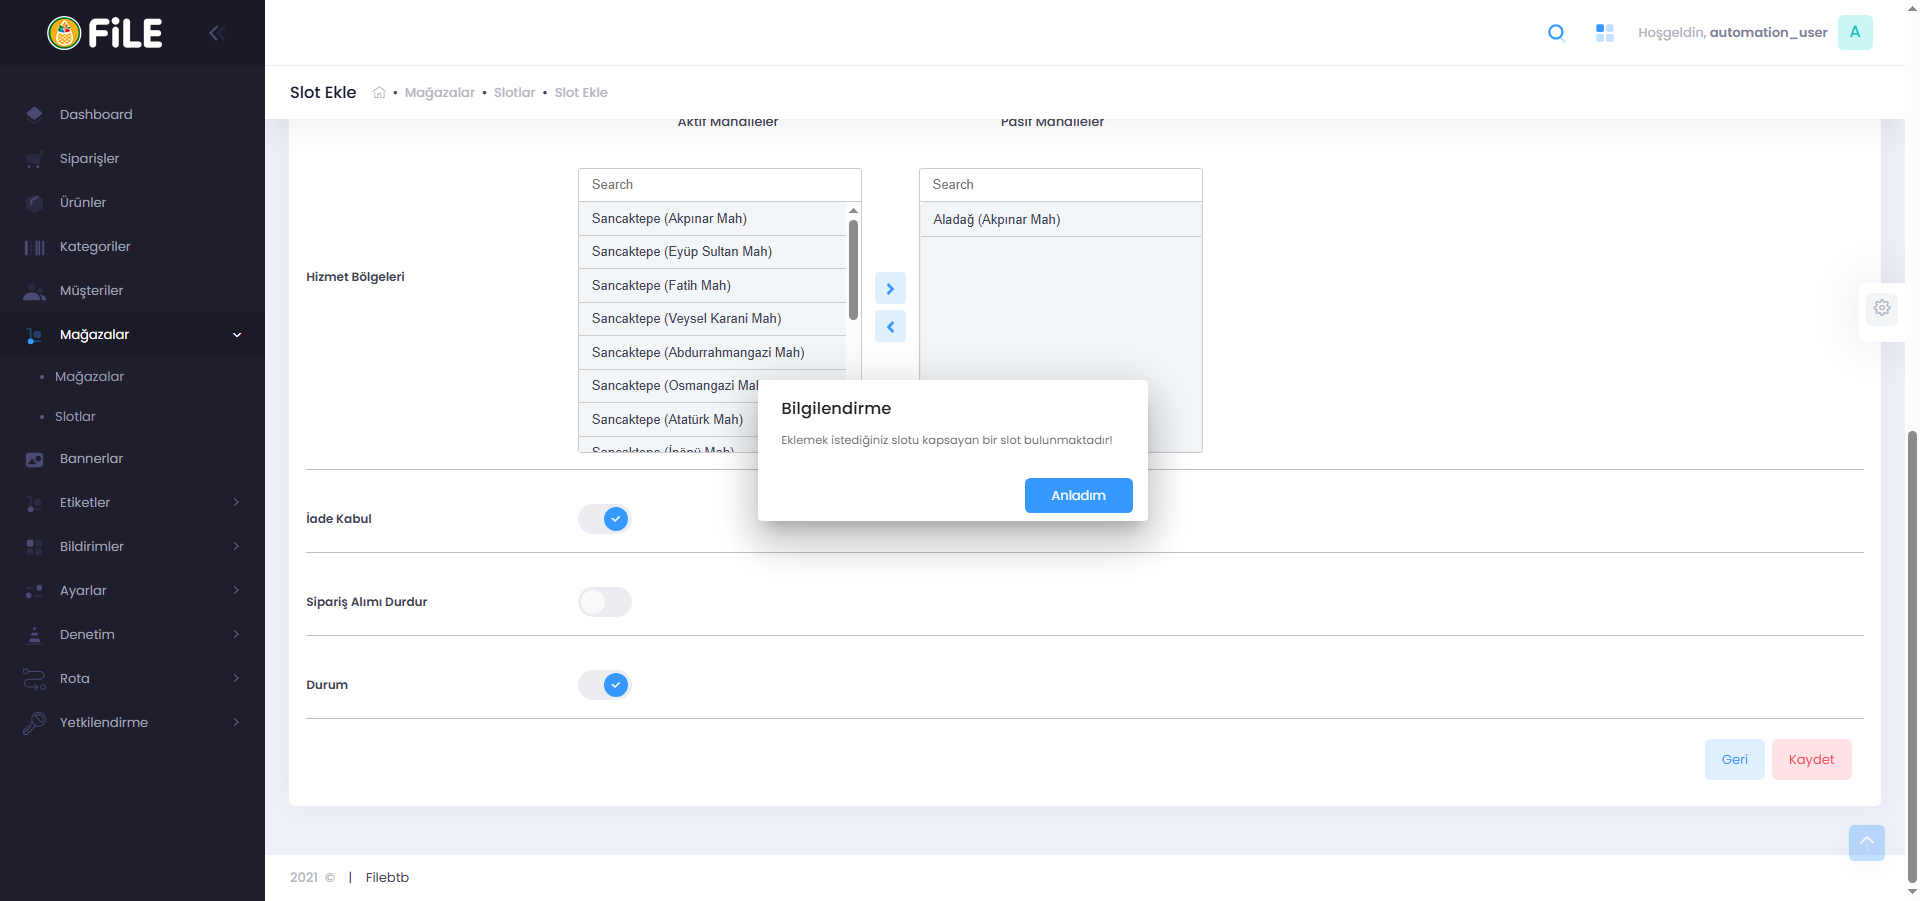 FiLE
Hoşgeldin, automation_user
A
Slot Ekle
• Mağazalar • Slotlar • Slot Ekle
Dashboard
Siparişler
Ürünler
Kategoriler
Müşteriler
Mağazalar
• Mağazalar
• Slotlar
Bannerlar
Etiketler
Bildirimler
Ayarlar
Denetim
Rota
Yetkilendirme
Aktif Mahalleler
Pasif Mahalleler
Hizmet Bölgeleri
Search
Sancaktepe (Akpınar Mah)
Sancaktepe (Eyüp Sultan Mah)
Sancaktepe (Fatih Mah)
Sancaktepe (Veysel Karani Mah)
Sancaktepe (Abdurrahmangazi Mah)
Sancaktepe (Osmangazi Mah
Sancaktepe (Atatürk Mah)
Sancaktepe (İnönü Mah)
Search
Aladağ (Akpınar Mah)
Bilgilendirme
Eklemek istediğiniz slotu kapsayan bir slot bulunmaktadır!
Anladım
İade Kabul
Sipariş Alımı Durdur
Durum
Geri
Kaydet
2021 © | Filebtb